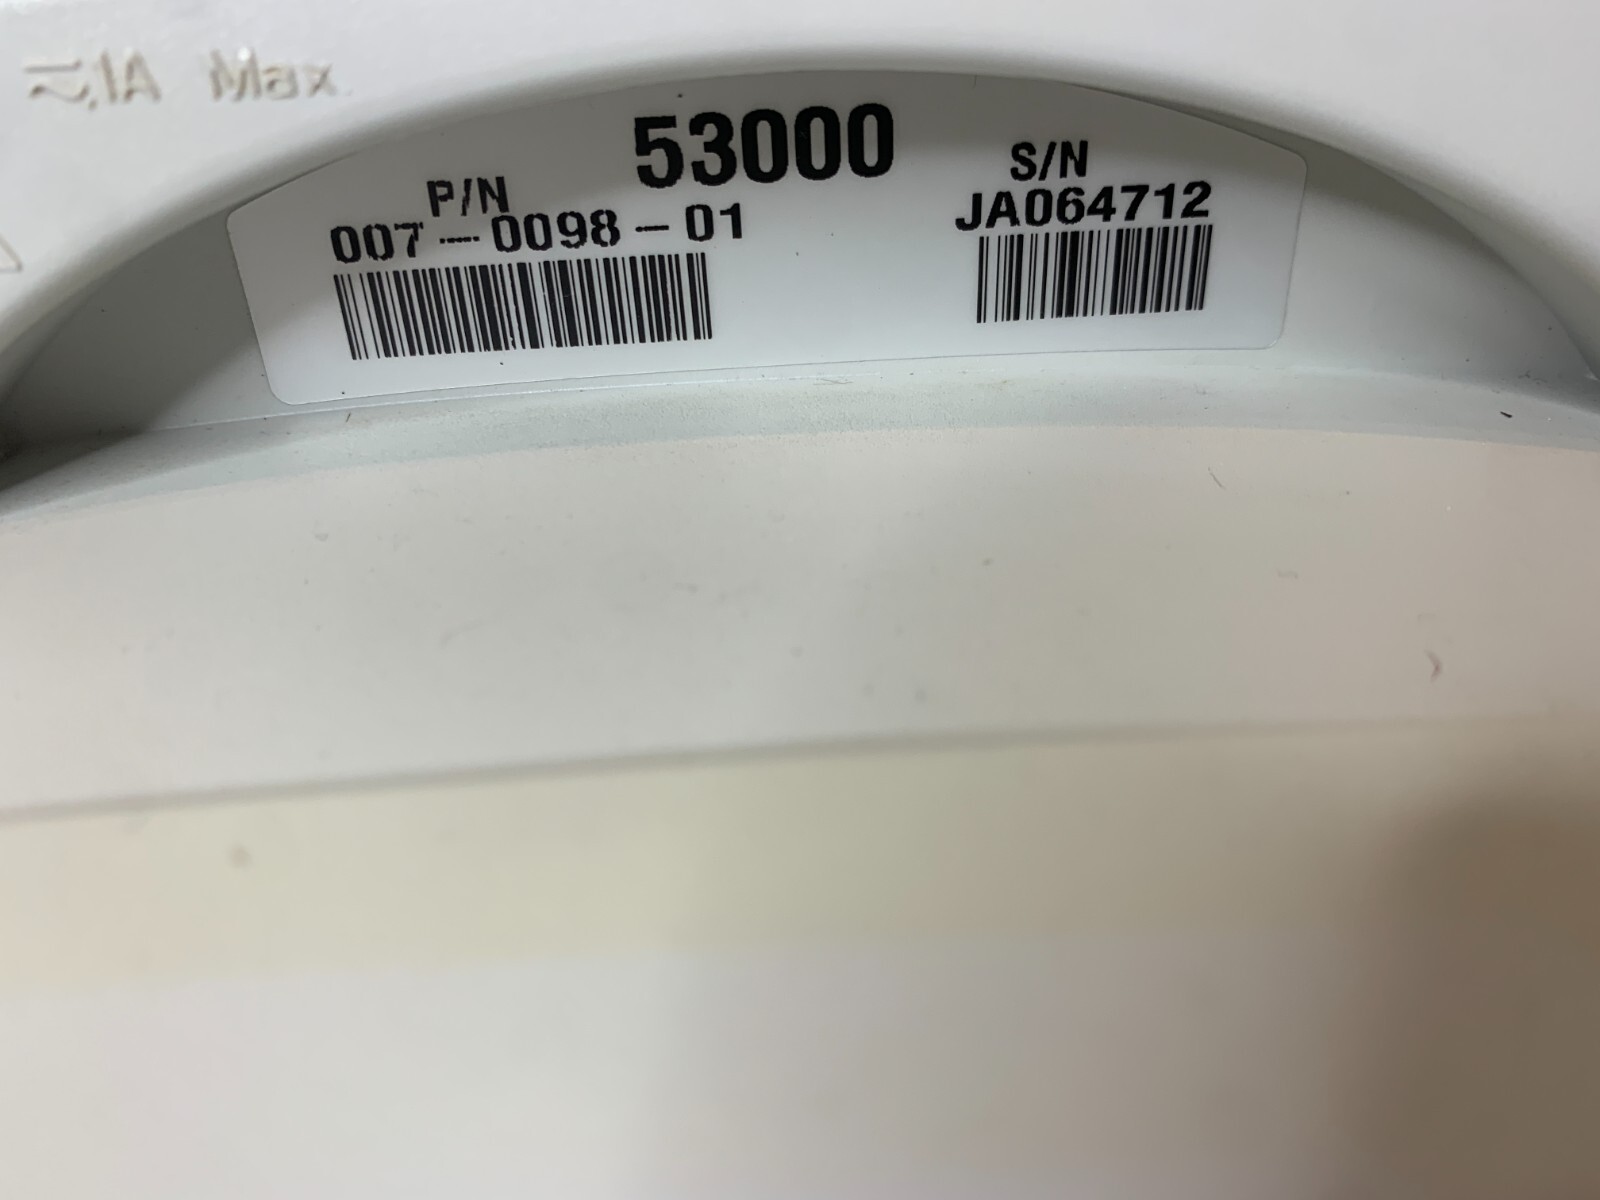 ⎓,1A Max
53000
P/N
S/N
007-0098-01
JA064712